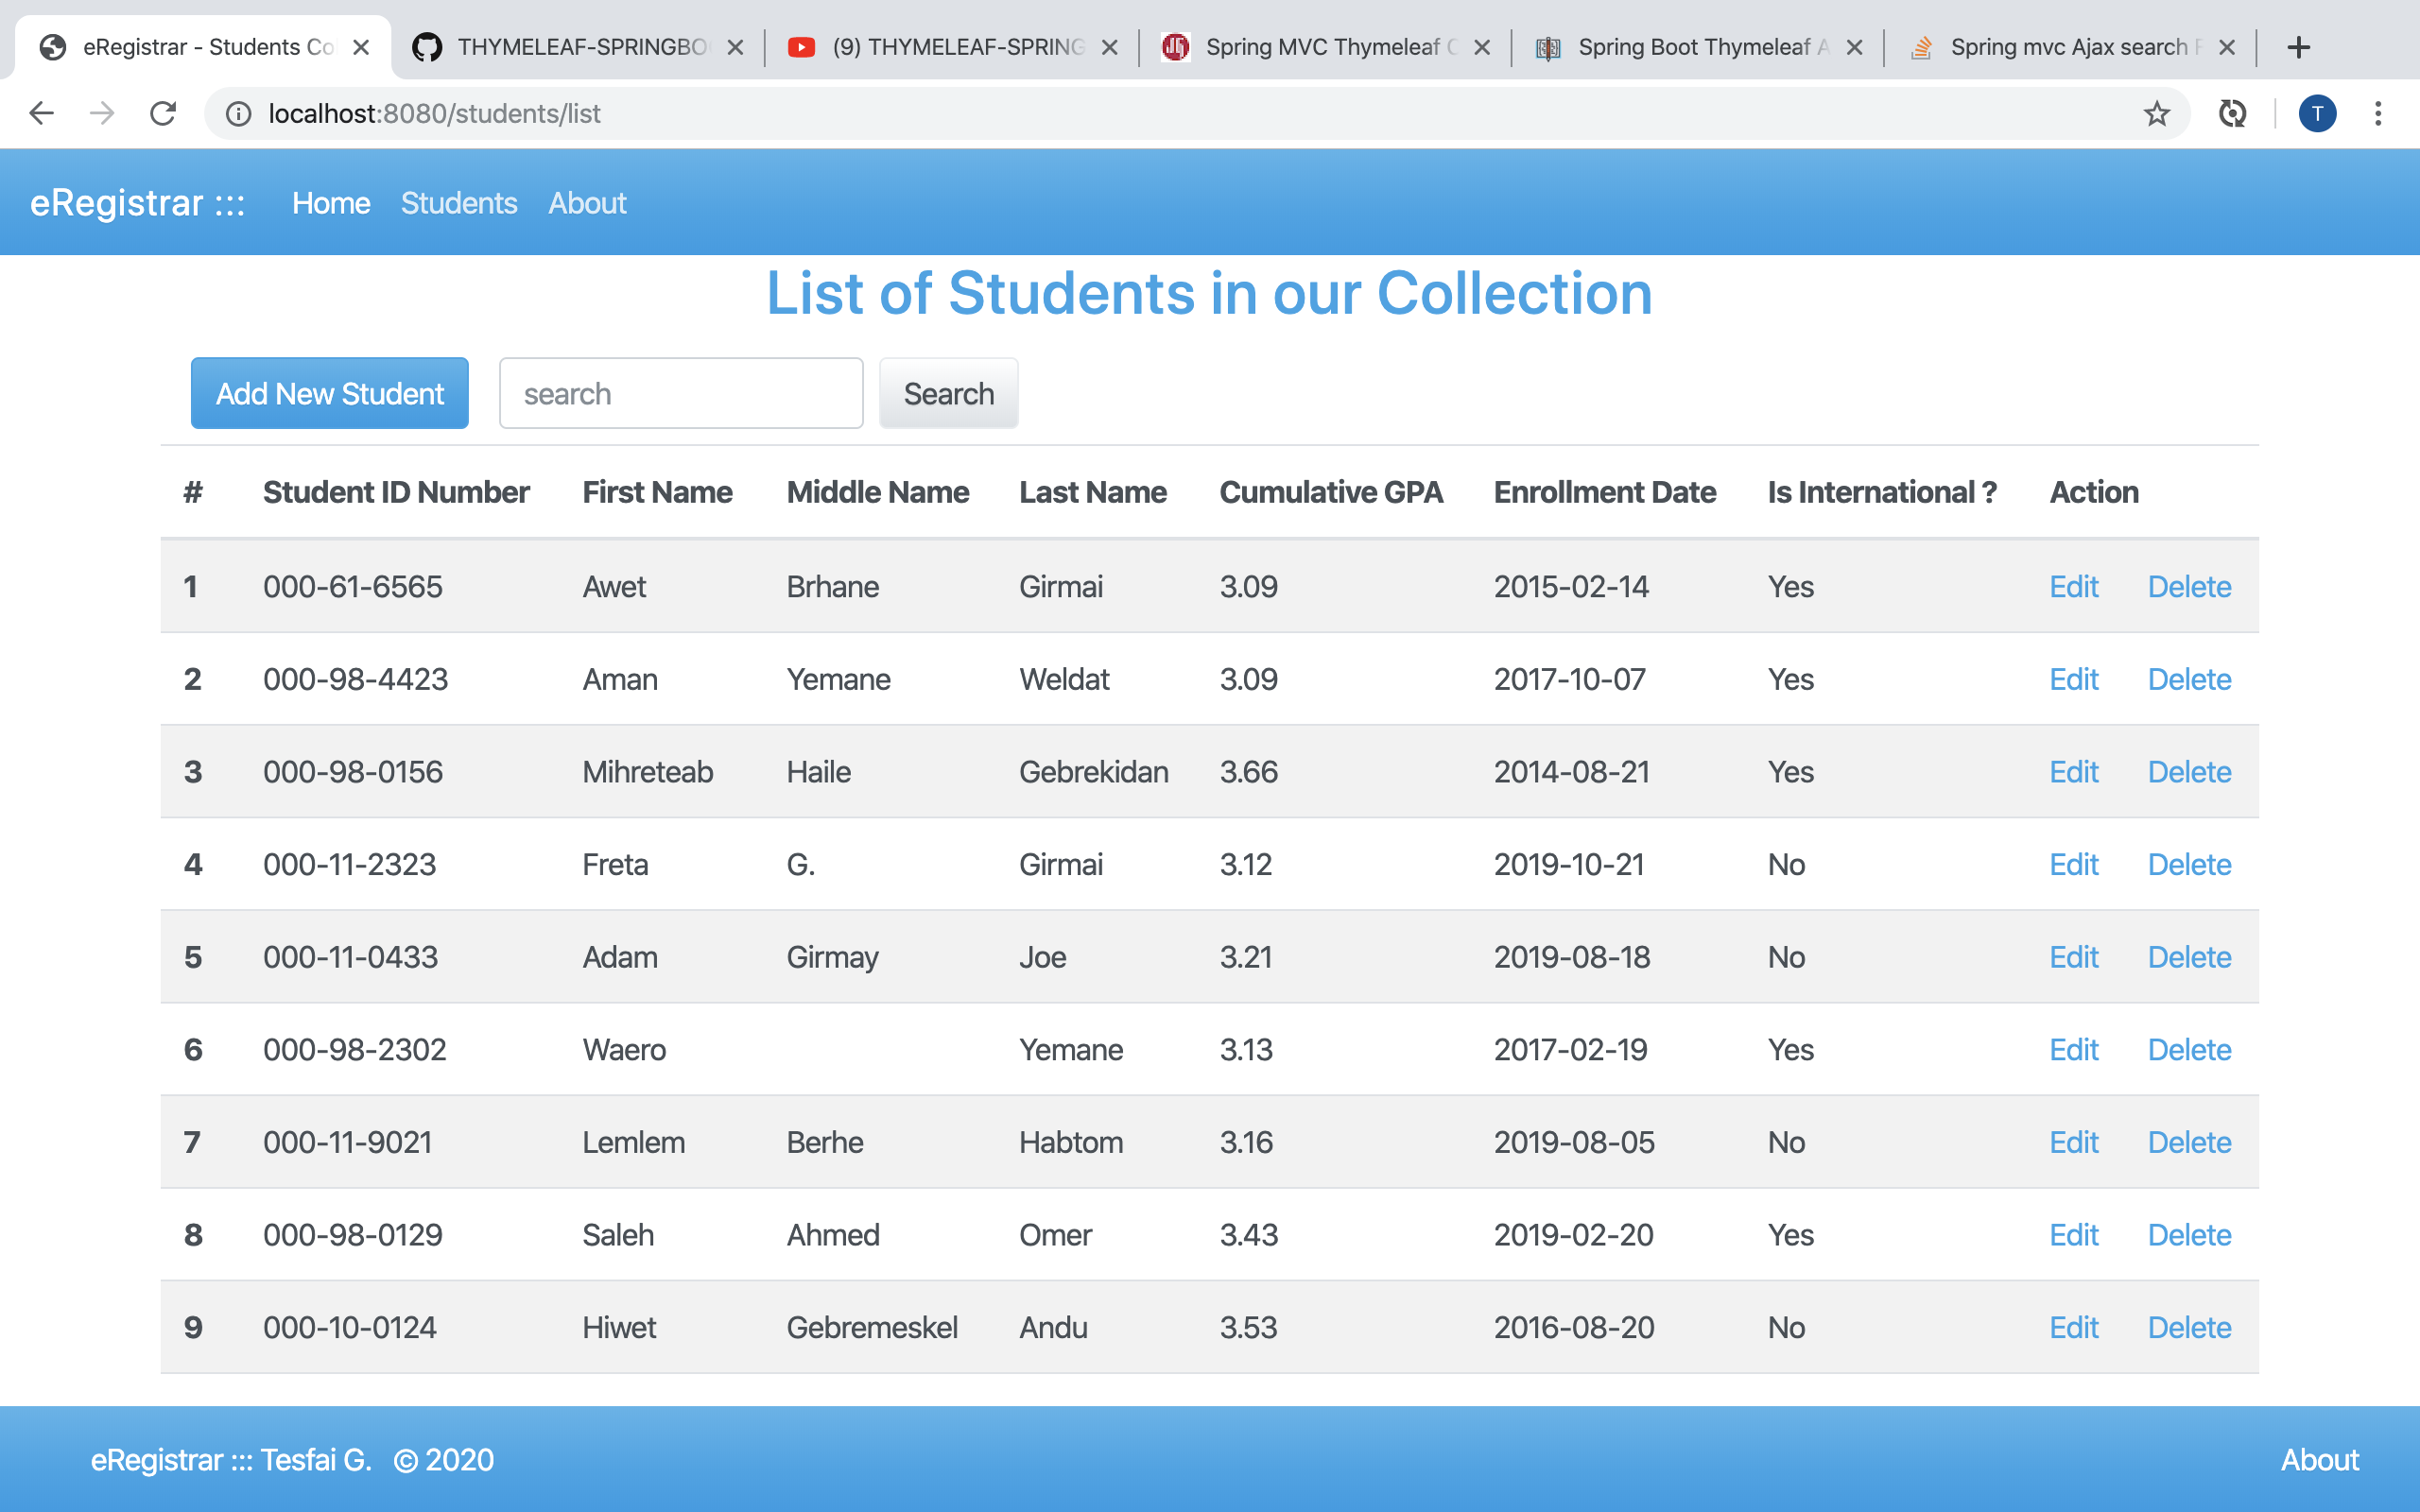 eRegistrar - Students Co THYMELEAF-SPRINGBO (9) THYMELEAF-SPRING Spring MVC Thymeleaf C Spring Boot Thymeleaf A Spring mvc Ajax search F
localhost:8080/students/list T
eRegistrar ::: Home Students About
List of Students in our Collection
Add New Student search Search
# Student ID Number First Name Middle Name Last Name Cumulative GPA Enrollment Date Is International ? Action
1 000-61-6565 Awet Brhane Girmai 3.09 2015-02-14 Yes Edit Delete
2 000-98-4423 Aman Yemane Weldat 3.09 2017-10-07 Yes Edit Delete
3 000-98-0156 Mihreteab Haile Gebrekidan 3.66 2014-08-21 Yes Edit Delete
4 000-11-2323 Freta G. Girmai 3.12 2019-10-21 No Edit Delete
5 000-11-0433 Adam Girmay Joe 3.21 2019-08-18 No Edit Delete
6 000-98-2302 Waero Yemane 3.13 2017-02-19 Yes Edit Delete
7 000-11-9021 Lemlem Berhe Habtom 3.16 2019-08-05 No Edit Delete
8 000-98-0129 Saleh Ahmed Omer 3.43 2019-02-20 Yes Edit Delete
9 000-10-0124 Hiwet Gebremeskel Andu 3.53 2016-08-20 No Edit Delete
eRegistrar ::: Tesfai G. © 2020 About